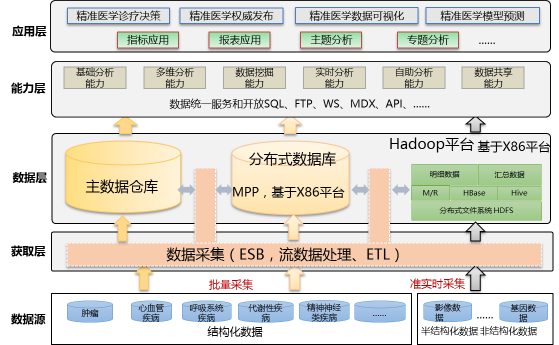 应用层
精准医学诊疗决策
精准医学权威发布
精准医学数据可视化
精准医学模型预测
指标应用
报表应用
主题分析
专题分析
......
能力层
基础分析
能力
多维分析
能力
数据挖掘
能力
实时分析
能力
自助分析
能力
数据共享
能力
数据统一服务和开放SQL、FTP、WS、MDX、API、......
数据层
主数据仓库
分布式数据库
MPP，基于X86平台
Hadoop平台 基于X86平台
明细数据
汇总数据
M/R
HBase
Hive
分布式文件系统 HDFS
获取层
数据采集（ESB，流数据处理、ETL）
批量采集
准实时采集
数据源
肿瘤
心血管
疾病
呼吸系统
疾病
代谢性疾
病
精神神经
类疾病
......
结构化数据
影像数
据
......
基因数
据
半结构化数据 非结构化数据